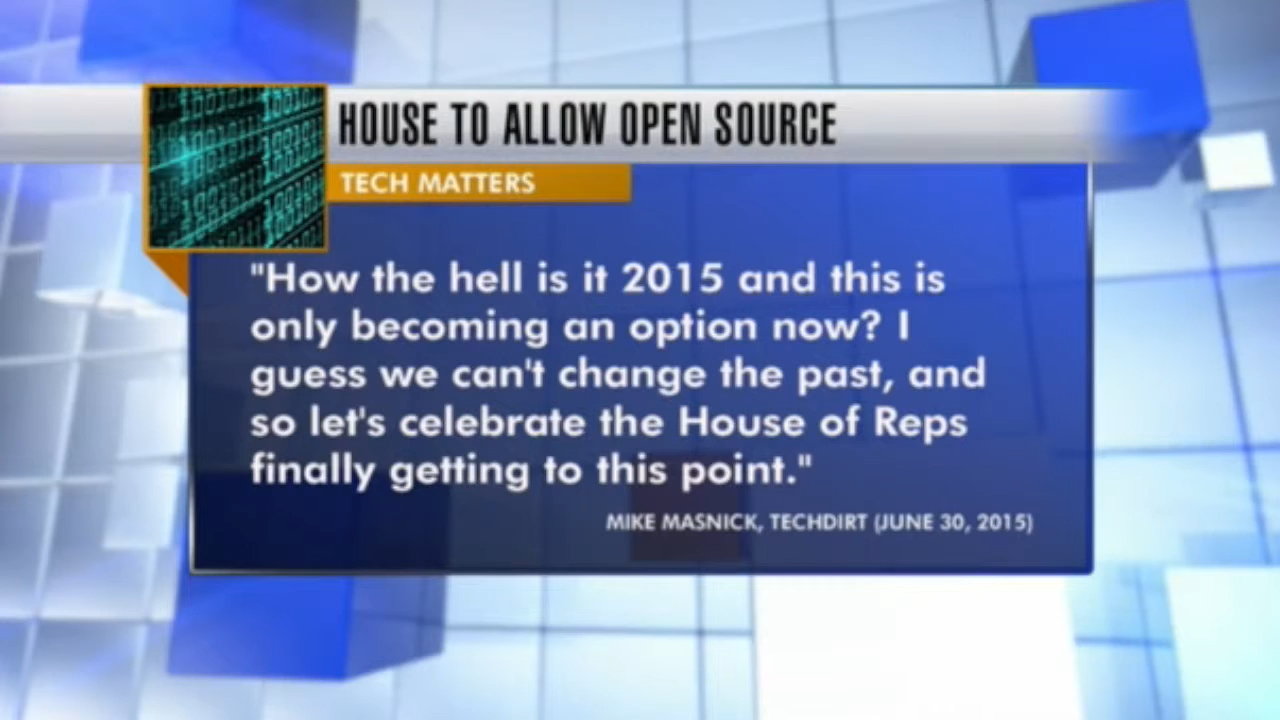 HOUSE TO ALLOW OPEN SOURCE
TECH MATTERS
"How the hell is it 2015 and this is
only becoming an option now? I
guess we can't change the past, and
so let's celebrate the House of Reps
finally getting to this point."
MIKE MASNICK, TECHDIRT (JUNE 30, 2015)